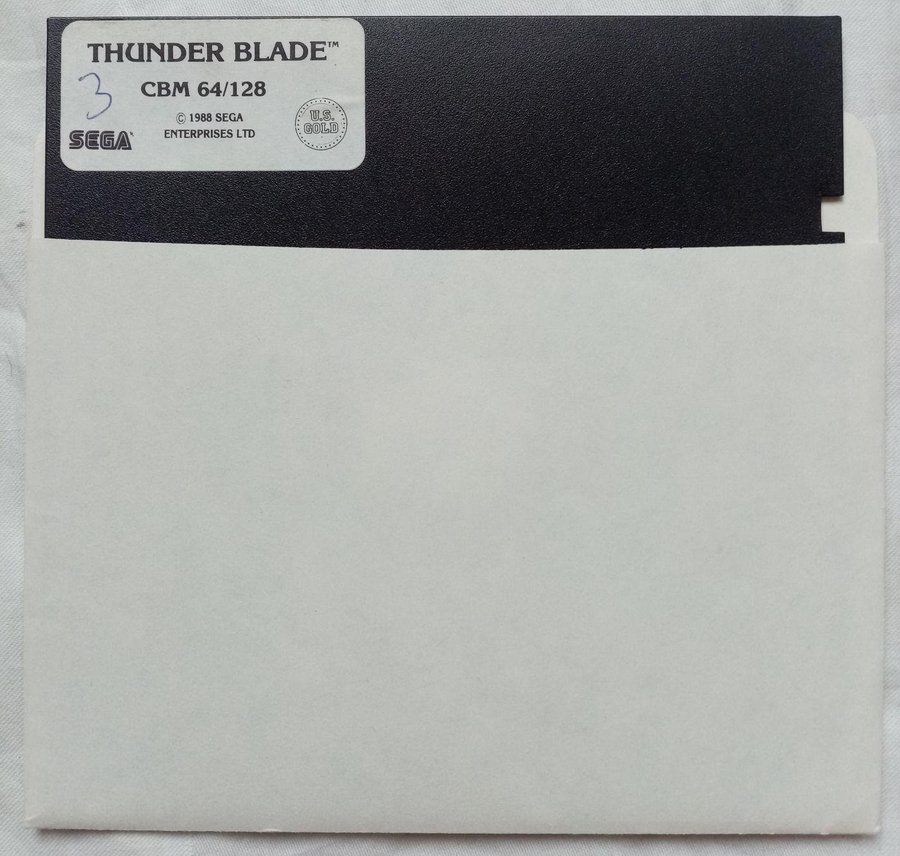 THUNDER BLADE™
3
CBM 64/128
© 1988 SEGA
ENTERPRISES LTD
SEGA®
U.S.
GOLD